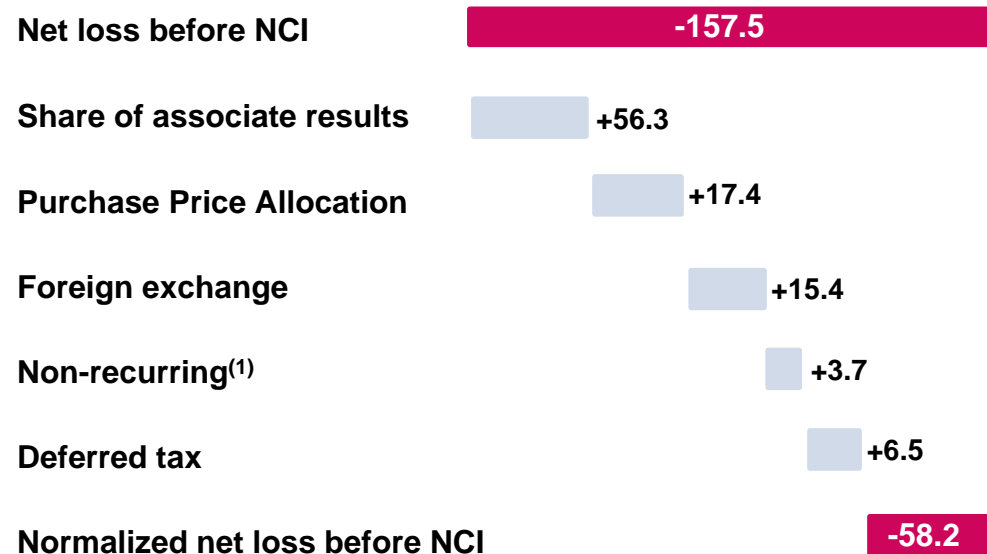 Net loss before NCI -157.5
Share of associate results +56.3
Purchase Price Allocation +17.4
Foreign exchange +15.4
Non-recurring(1) +3.7
Deferred tax +6.5
Normalized net loss before NCI -58.2